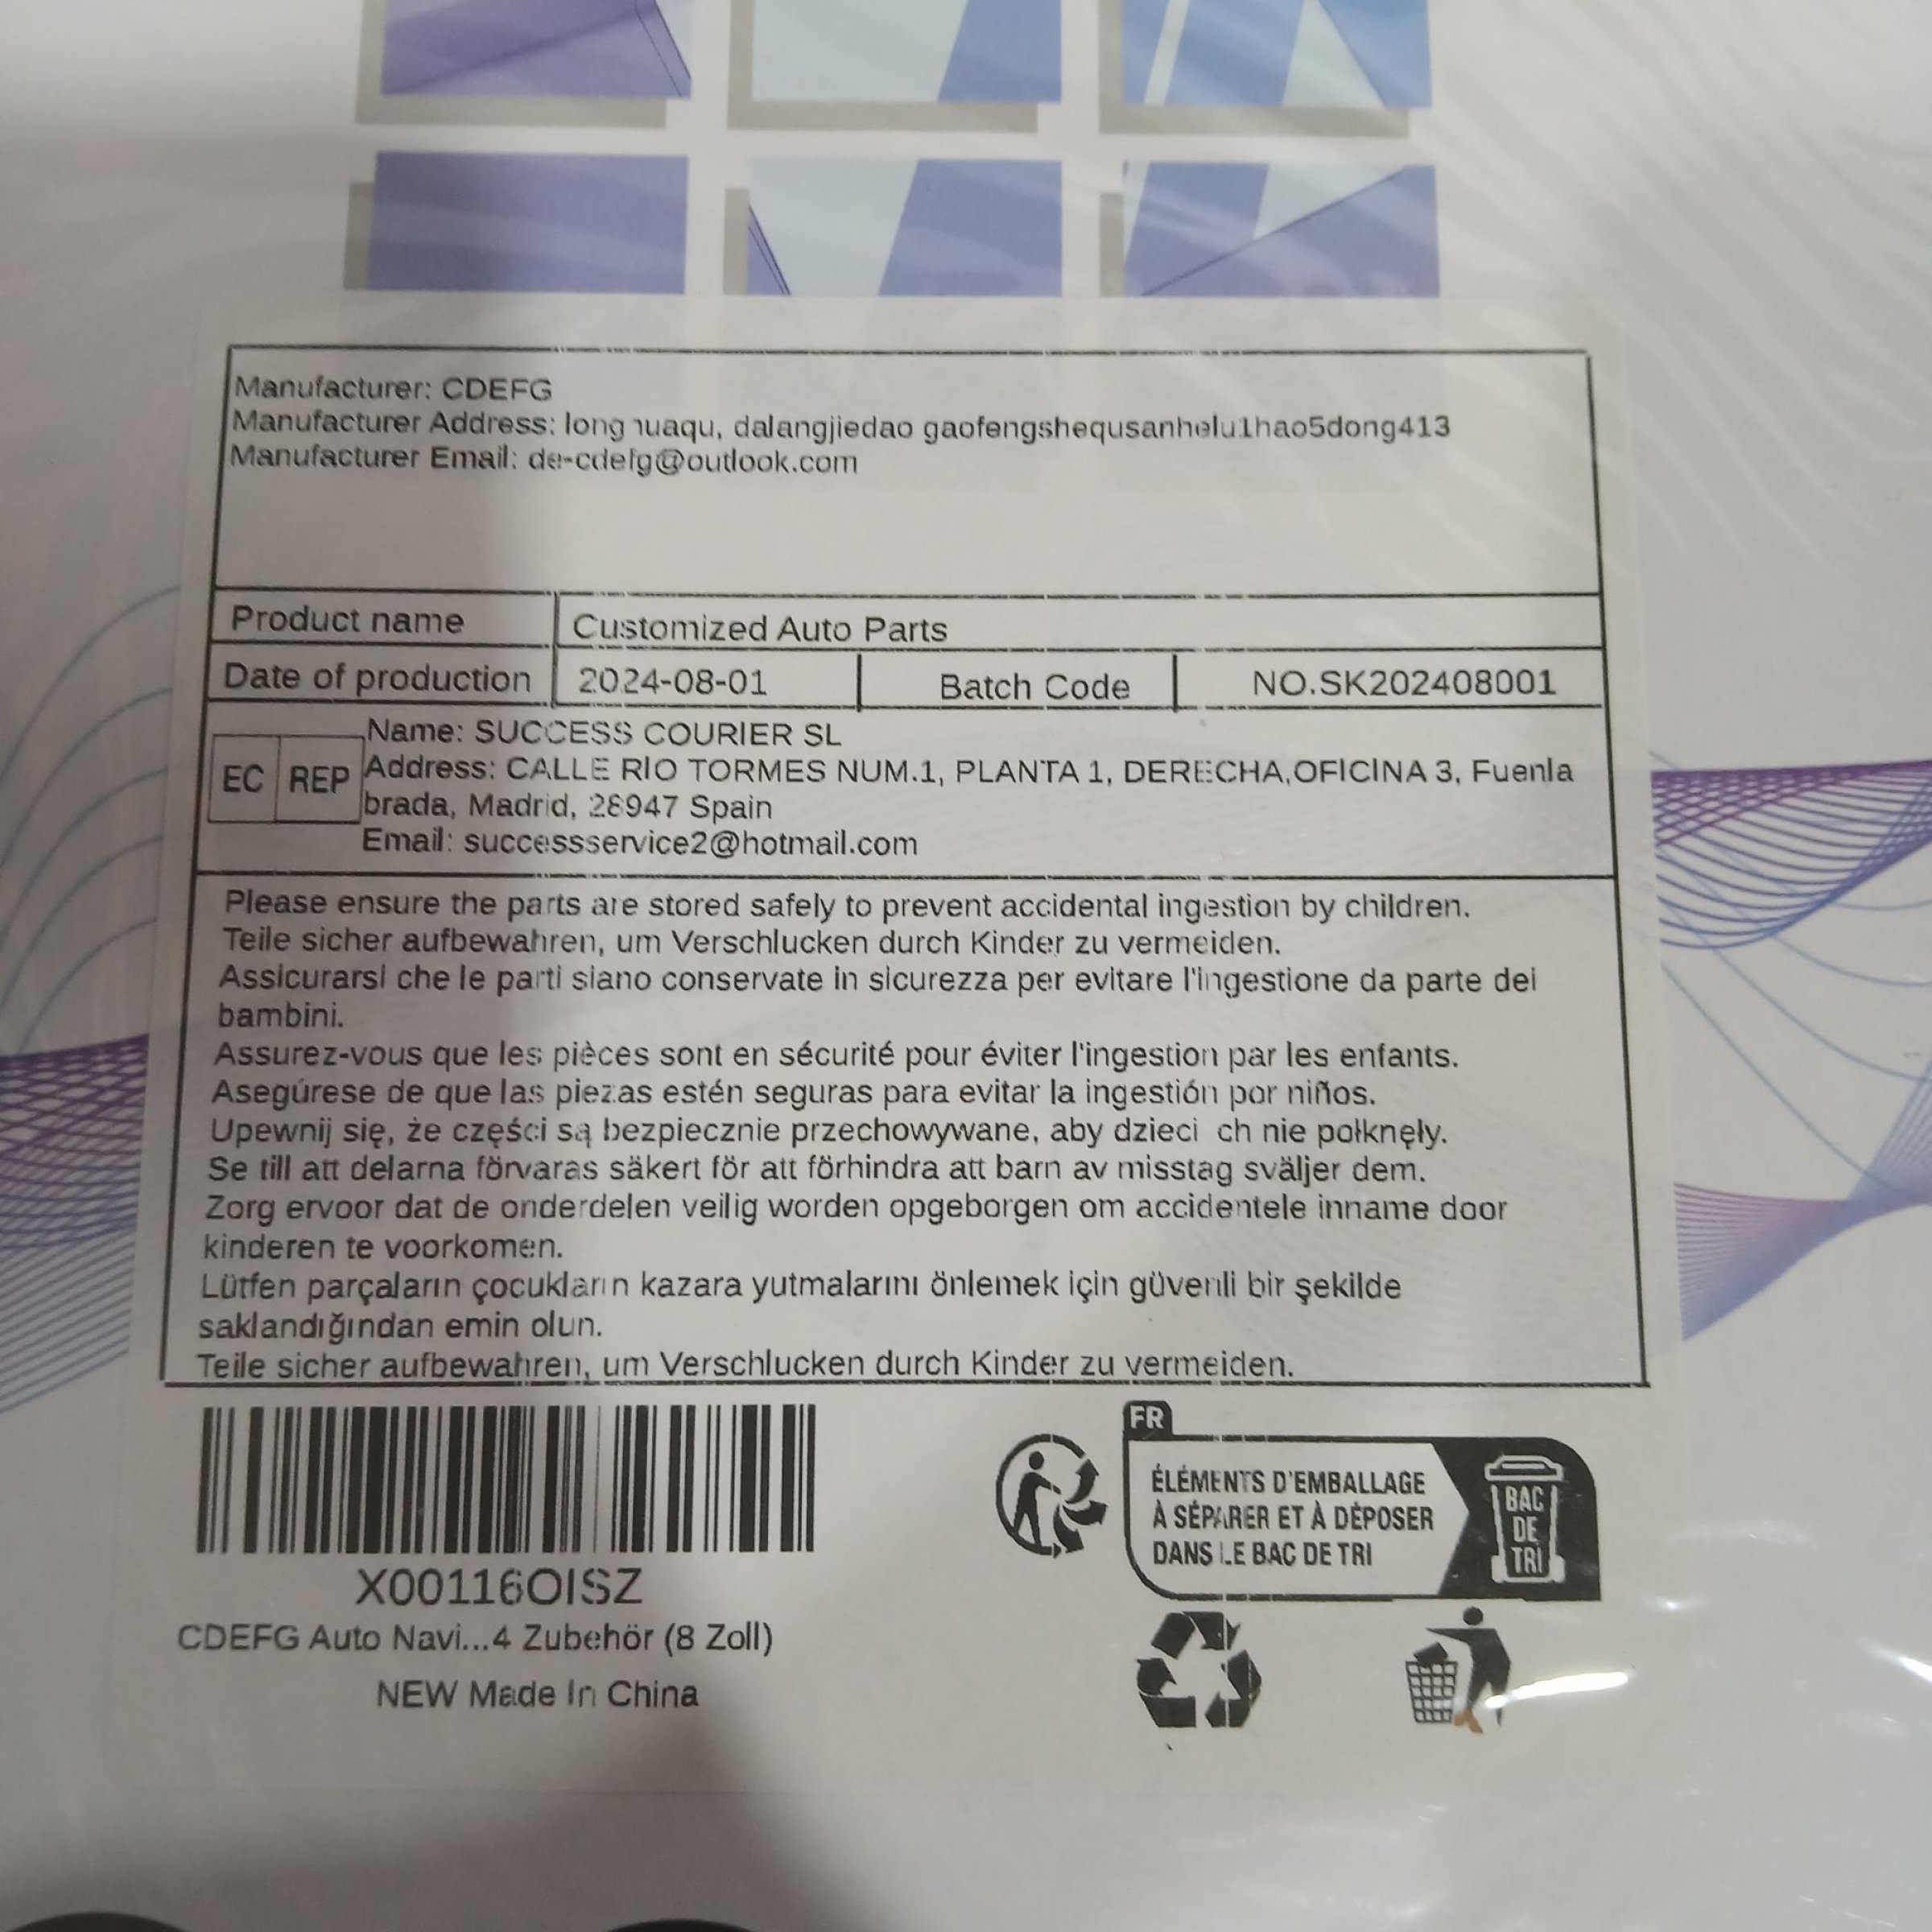 Manufacturer: CDEFG
Manufacturer Address: longhuaqu, dalangjiedao gaofengshequsanhelu1hao5dong413
Manufacturer Email: de-cdefg@outlook.com
Product name Customized Auto Parts
Date of production 2024-08-01 Batch Code NO.SK202408001
Name: SUCCESS COURIER SL
EC REP Address: CALLE RIO TORMES NUM.1, PLANTA 1, DERECHA,OFICINA 3, Fuenla
brada, Madrid, 28947 Spain
Email: successservice2@hotmail.com
Please ensure the parts are stored safely to prevent accidental ingestion by children.
Teile sicher aufbewahren, um Verschlucken durch Kinder zu vermeiden.
Assicurarsi che le parti siano conservate in sicurezza per evitare l'ingestione da parte dei
bambini.
Assurez-vous que les pièces sont en sécurité pour éviter l'ingestion par les enfants.
Asegúrese de que las piezas estén seguras para evitar la ingestión por niños.
Upewnij się, że części są bezpiecznie przechowywane, aby dzieci ich nie połknęły.
Se till att delarna förvaras säkert för att förhindra att barn av misstag sväljer dem.
Zorg ervoor dat de onderdelen veilig worden opgeborgen om accidentele inname door
kinderen te voorkomen.
Lütfen parçaların çocukların kazara yutmalarını önlemek için güvenli bir şekilde
saklandığından emin olun.
Teile sicher aufbewahren, um Verschlucken durch Kinder zu vermeiden.
X00116OISZ
CDEFG Auto Navi...4 Zubehör (8 Zoll)
NEW Made In China
FR
ÉLÉMENTS D'EMBALLAGE
À SÉPARER ET À DÉPOSER
DANS LE BAC DE TRI
BAC
DE
TRI